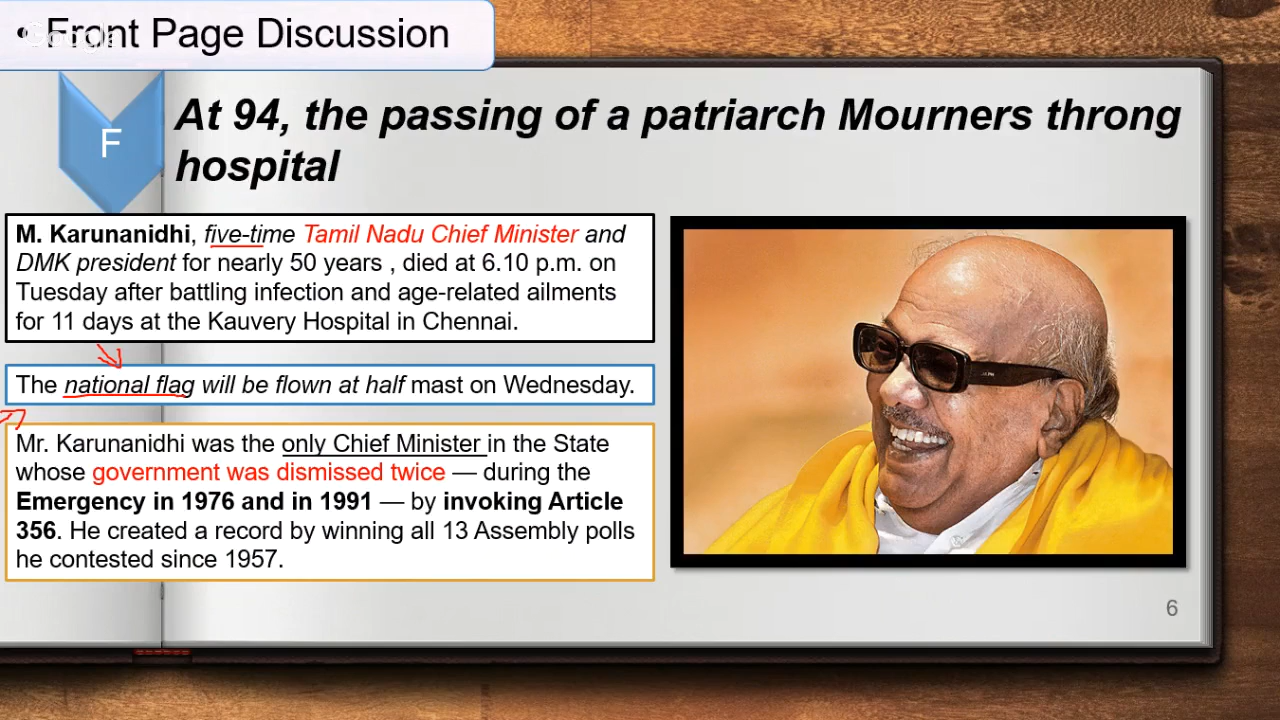 • Front Page Discussion
Google
F
At 94, the passing of a patriarch Mourners throng
hospital
M. Karunanidhi, five-time Tamil Nadu Chief Minister and
DMK president for nearly 50 years , died at 6.10 p.m. on
Tuesday after battling infection and age-related ailments
for 11 days at the Kauvery Hospital in Chennai.
The national flag will be flown at half mast on Wednesday.
Mr. Karunanidhi was the only Chief Minister in the State
whose government was dismissed twice — during the
Emergency in 1976 and in 1991 — by invoking Article
356. He created a record by winning all 13 Assembly polls
he contested since 1957.
6